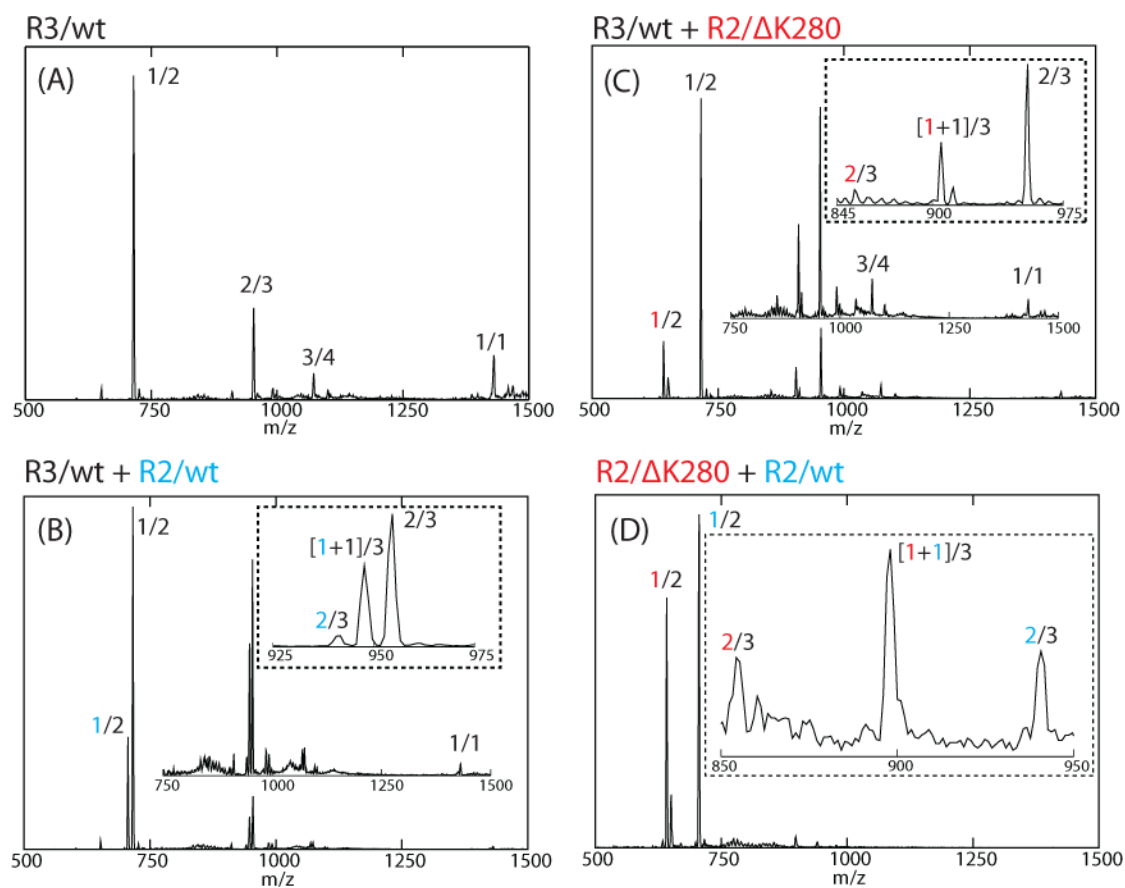 R3/wt
(A)
1/2
2/3
3/4
1/1
500 750 1000 1250 1500
m/z
R3/wt + R2/ΔK280
(C)
1/2
1/2
2/3
[1+1]/3
2/3
845 900 975
3/4
1/1
750 1000 1250 1500
500 750 1000 1250 1500
m/z
R3/wt + R2/wt
(B)
1/2
1/2
2/3
[1+1]/3
2/3
925 950 975
1/1
750 1000 1250 1500
500 750 1000 1250 1500
m/z
R2/ΔK280 + R2/wt
(D)
1/2
1/2
[1+1]/3
2/3
2/3
850 900 950
500 750 1000 1250 1500
m/z